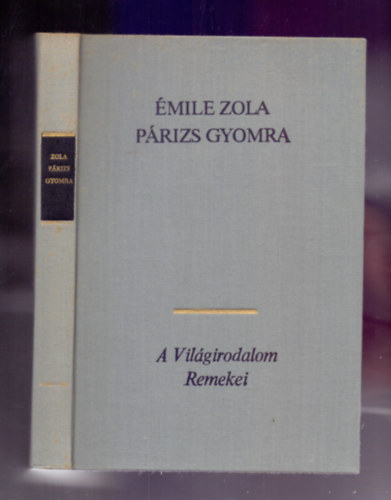 ZOLA
PÁRIZS
GYOMRA
ÉMILE ZOLA
PÁRIZS GYOMRA
A Világirodalom
Remekei